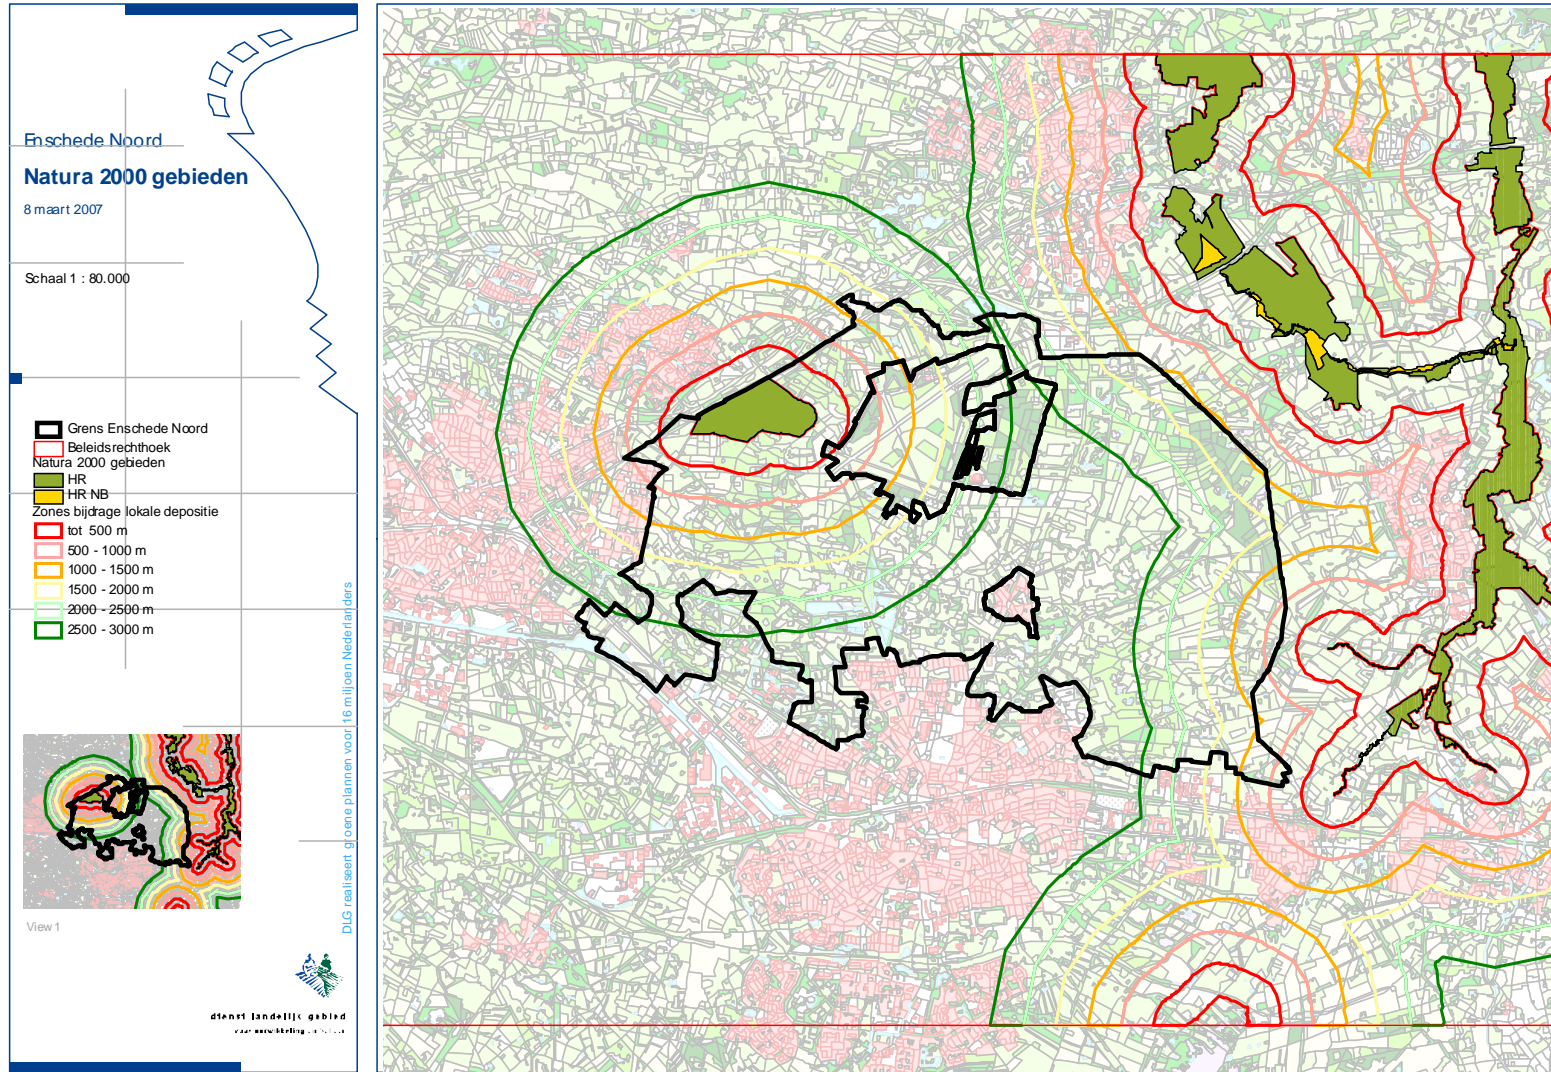 Enschede Noord
Natura 2000 gebieden
8 maart 2007
Schaal 1 : 80.000
Grens Enschede Noord
Beleidsrechthoek
Natura 2000 gebieden
HR
HR NB
Zones bijdrage lokale depositie
tot 500 m
500 - 1000 m
1000 - 1500 m
1500 - 2000 m
2000 - 2500 m
2500 - 3000 m
DLG realiseert groene plannen voor 16 miljoen Nederlanders
View1
dienst landelijk gebied